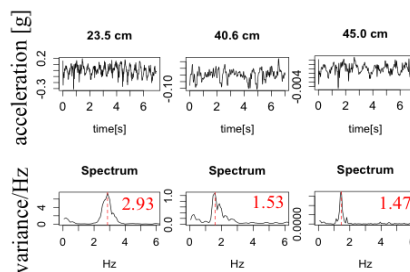 acceleration [g]
23.5 cm
40.6 cm
45.0 cm
0.2
-0.3
-0.10
-0.004
0 2 4 6
0 2 4 6
0 2 4 6
time[s]
time[s]
time[s]
variance/Hz
Spectrum
Spectrum
Spectrum
4
0
2.93
1.0
0.0
1.53
0.0000
1.47
0 1 2 3 4 5 6
0 1 2 3 4 5 6
0 1 2 3 4 5 6
Hz
Hz
Hz